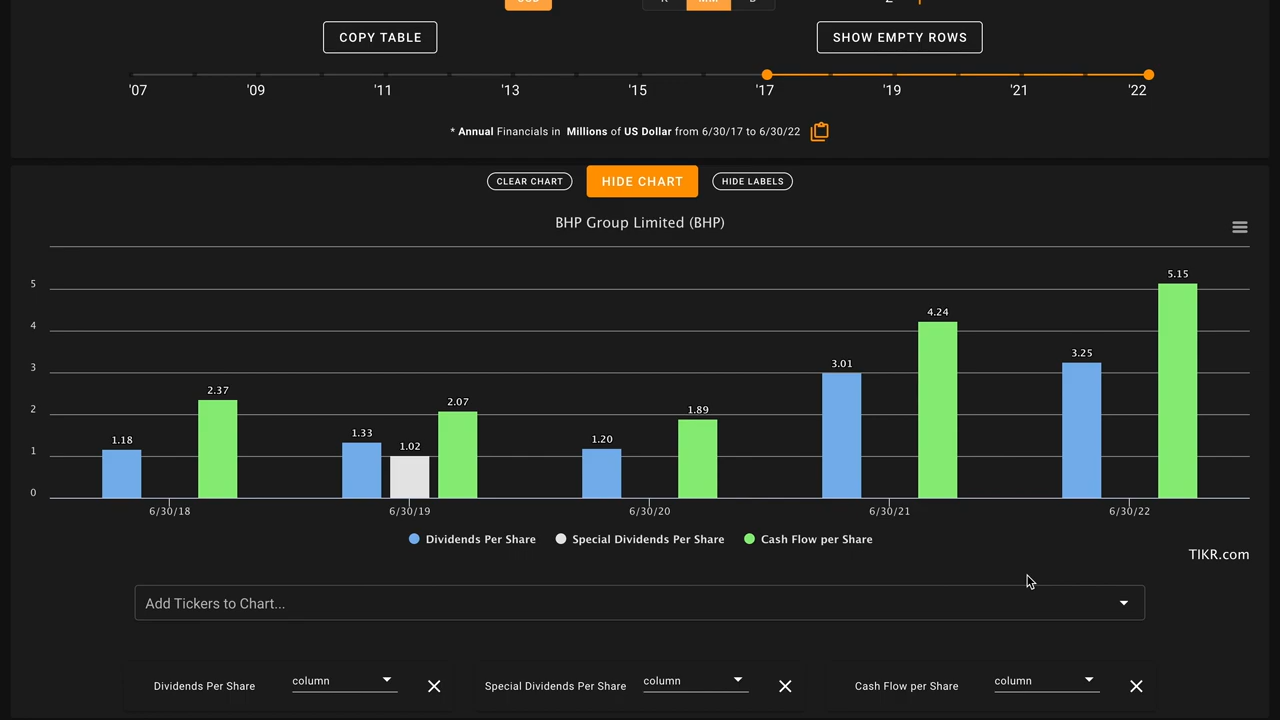 COPY TABLE
SHOW EMPTY ROWS
'07 '09 '11 '13 '15 '17 '19 '21 '22
* Annual Financials in Millions of US Dollar from 6/30/17 to 6/30/22
CLEAR CHART
HIDE CHART
HIDE LABELS
BHP Group Limited (BHP)
5
4
3
2
1
0
1.18
2.37
1.33
1.02
2.07
1.20
1.89
3.01
4.24
3.25
5.15
6/30/18 6/30/19 6/30/20 6/30/21 6/30/22
Dividends Per Share Special Dividends Per Share Cash Flow per Share
TIKR.com
Add Tickers to Chart...
Dividends Per Share column
Special Dividends Per Share column
Cash Flow per Share column